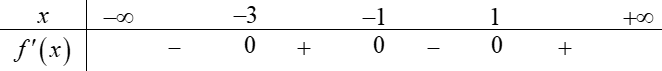 x −∞ −3 −1 1 +∞
f′(x) − 0 + 0 − 0 +